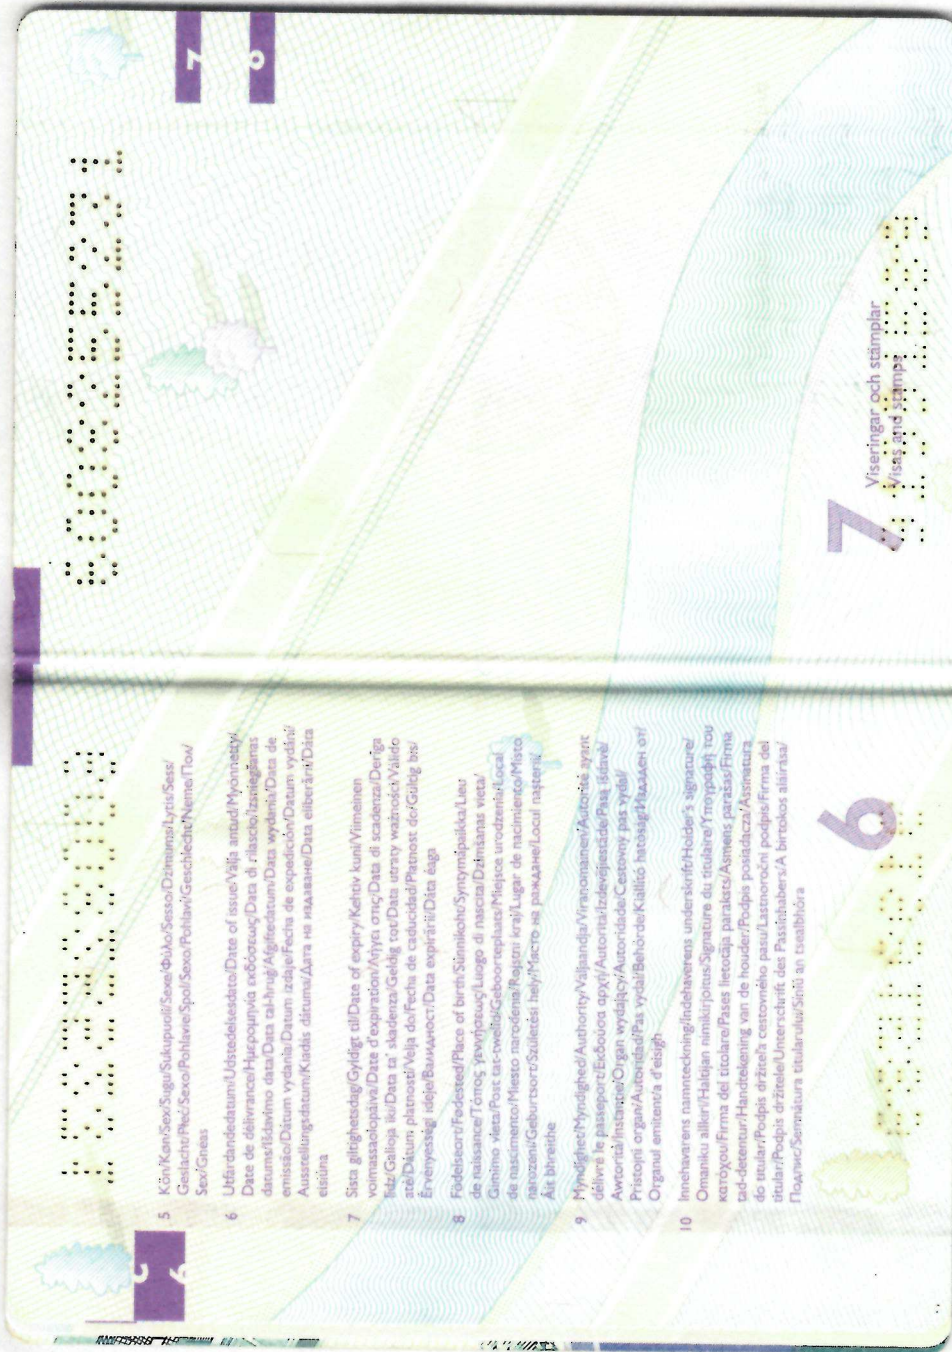 5 Kön/Køn/Sex/Sugu/Sukupuoli/Sexe/Φύλο/Sesso/Dzimums/Lytis/Sess/
Geslacht/Płeć/Sexo/Pohlavie/Spol/Sexo/Pohlaví/Geschlecht/Neme/Пол/
Sex/Gnéas
6 Utfärdandedatum/Udstedelsedato/Date of issue/Välja antud/Myönnetty/
Date de délivrance/Ημερομηνία εκδόσεως/Data di rilascio/Izsniegšanas
datums/Išdavimo data/Data tal-ħruġ/Afgiftedatum/Data wydania/Data de
emissão/Dátum vydania/Datum izdaje/Fecha de expedición/Datum vydání/
Ausstellungsdatum/Kiadás dátuma/Дата на издаване/Data eliberării/Dáta
eisiúna
7 Sista giltighetsdag/Gyldigt til/Date of expiry/Kehtiv kuni/Viimeinen
voimassaolopäivä/Date d'expiration/Λήγει στις/Data di scadenza/Derīga
līdz/Galioja iki/Data ta' skadenza/Geldig tot/Data utraty ważności/Válido
até/Dátum platnosti/Velja do/Fecha de caducidad/Platnost do/Gültig bis/
Érvényességi ideje/Валидност/Data expirării/Dáta éaga
8 Födelseort/Fødested/Place of birth/Sünnikoht/Syntymäpaikka/Lieu
de naissance/Τόπος γεννήσεως/Luogo di nascita/Dzimšanas vieta/
Gimimo vieta/Post tat-twelid/Geboorteplaats/Miejsce urodzenia/Local
de nascimento/Miesto narodenia/Rojstni kraj/Lugar de nacimiento/Místo
narození/Geburtsort/Születési hely/Място на раждане/Locul naşterii/
Áit bhreithe
9 Myndighet/Myndighed/Authority/Väljaandja/Viranomainen/Autorité ayant
délivré le passeport/Εκδούσα αρχή/Autorità/Izdevējiestāde/Pasą išdavė/
Awtorità/Instantie/Organ wydający/Autoridade/Cestovný pas vydal/
Pristojni organ/Autoridad/Pas vydal/Behörde/Kiállító hatóság/Издаден от/
Organul emitent/a d'eisigh
10 Innehavarens namnteckning/Indehaverens underskrift/Holder's signature/
Omaniku allkiri/Haltijan nimikirjoitus/Signature du titulaire/Υπογραφή του
κατόχου/Firma del titolare/Pases lietotāja paraksts/Asmens parašas/Firma
tad-detentur/Handtekening van de houder/Podpis posiadacza/Assinatura
do titular/Podpis držiteľa cestovného pasu/Lastnoročni podpis/Firma del
titular/Podpis držitele/Unterschrift des Passinhabers/A birtokos aláírása/
Подпис/Semnătura titularului/Síniú an tsealbhóra
6
600255271
7
Viseringar och stämplar
Visas and stamps
7